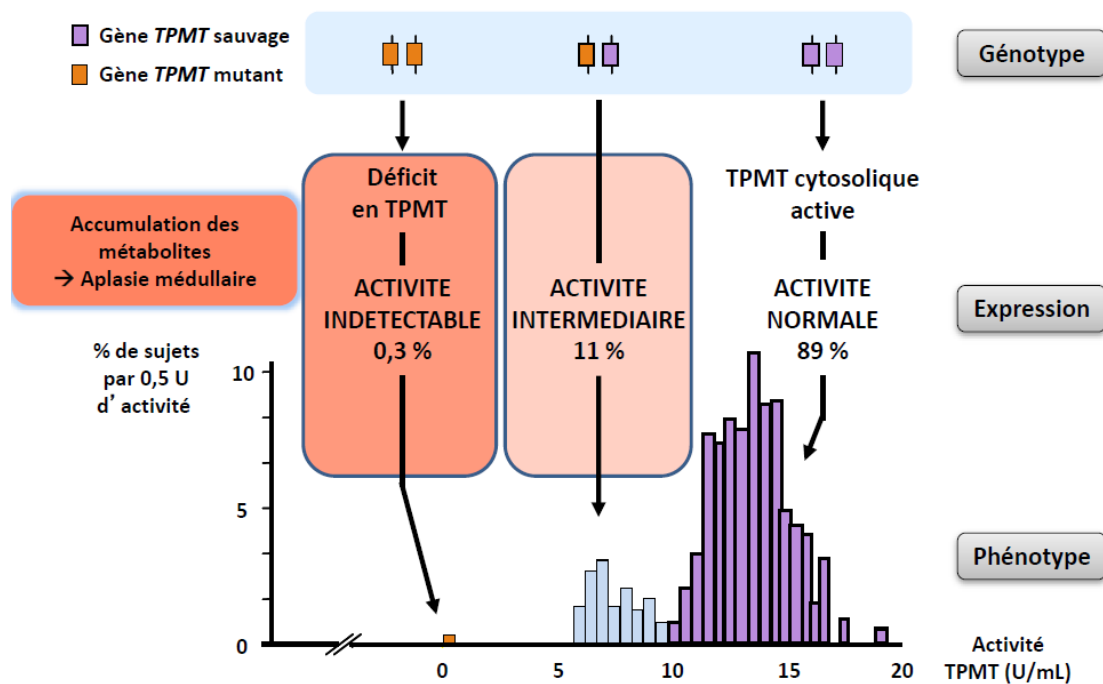 Gène TPMT sauvage
Gène TPMT mutant
Génotype
Déficit
en TPMT
TPMT cytosolique
active
Accumulation des
métabolites
→ Aplasie médullaire
ACTIVITE
INDETECTABLE
0,3 %
ACTIVITE
INTERMEDIAIRE
11 %
ACTIVITE
NORMALE
89 %
Expression
% de sujets
par 0,5 U
d’ activité
10
5
0
Phénotype
0
5
10
15
20
Activité
TPMT (U/mL)